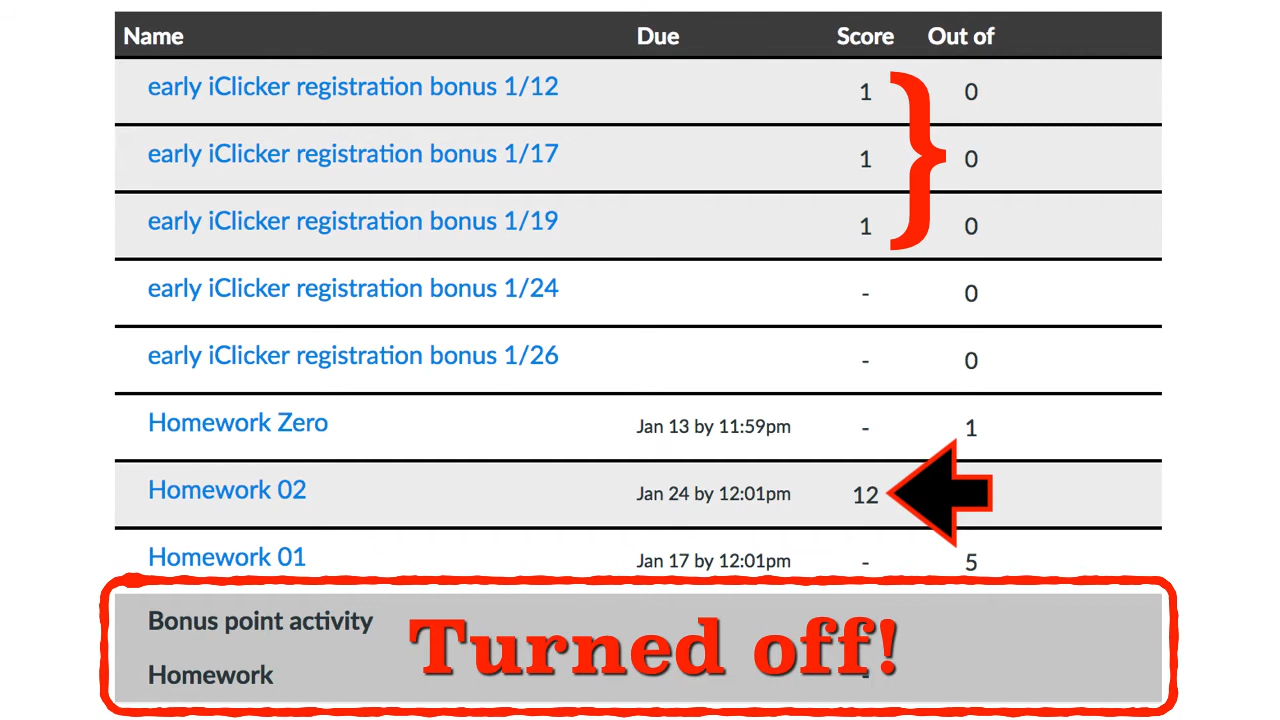 Name Due Score Out of
early iClicker registration bonus 1/12 1 0
early iClicker registration bonus 1/17 1 0
early iClicker registration bonus 1/19 1 0
early iClicker registration bonus 1/24 - 0
early iClicker registration bonus 1/26 - 0
Homework Zero Jan 13 by 11:59pm - 1
Homework 02 Jan 24 by 12:01pm 12
Homework 01 Jan 17 by 12:01pm - 5
Bonus point activity
Turned off!
Homework